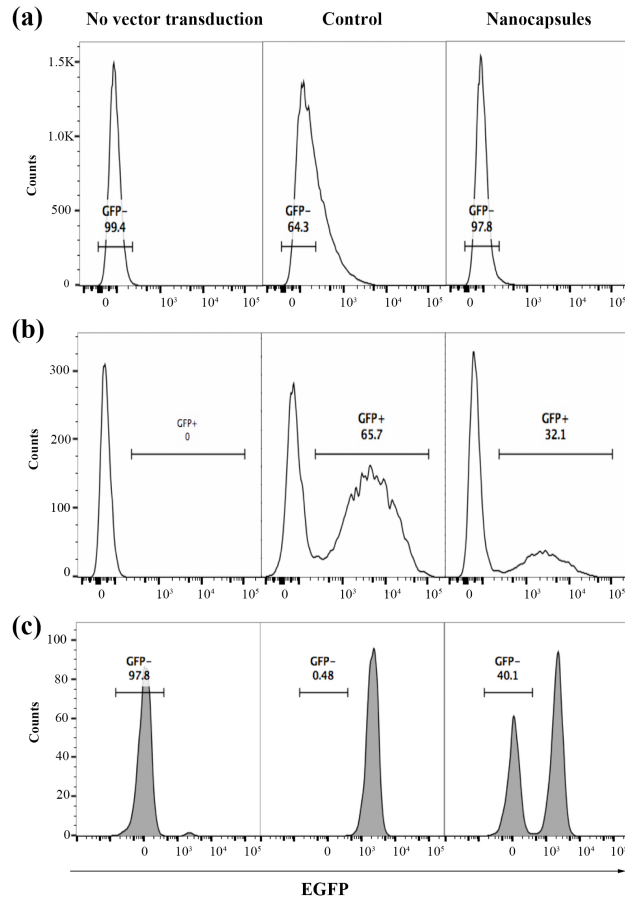 (a) No vector transduction Control Nanocapsules
1.5K
1.0K
500
0
Counts
GFP−
99.4
GFP−
64.3
GFP−
97.8
0 10³ 10⁴ 10⁵ 0 10³ 10⁴ 10⁵ 0 10³ 10⁴ 10⁵
(b)
300
200
100
0
Counts
GFP+
0
GFP+
65.7
GFP+
32.1
0 10³ 10⁴ 10⁵ 0 10³ 10⁴ 10⁵ 0 10³ 10⁴ 10⁵
(c)
100
80
60
40
20
0
Counts
GFP−
97.8
GFP−
0.48
GFP−
40.1
0 10³ 10⁴ 10⁵ 0 10³ 10⁴ 10⁵ 0 10³ 10⁴ 10⁵
EGFP